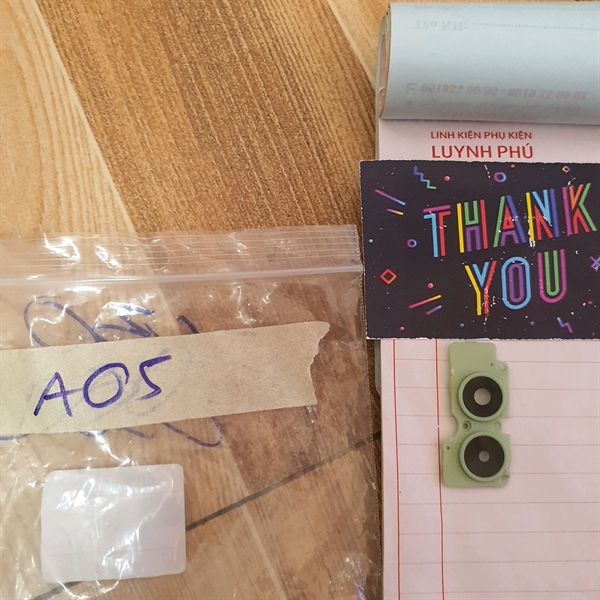 LINH KIỆN PHỤ KIỆN
LUYNH PHÚ
THANK
YOU
A05